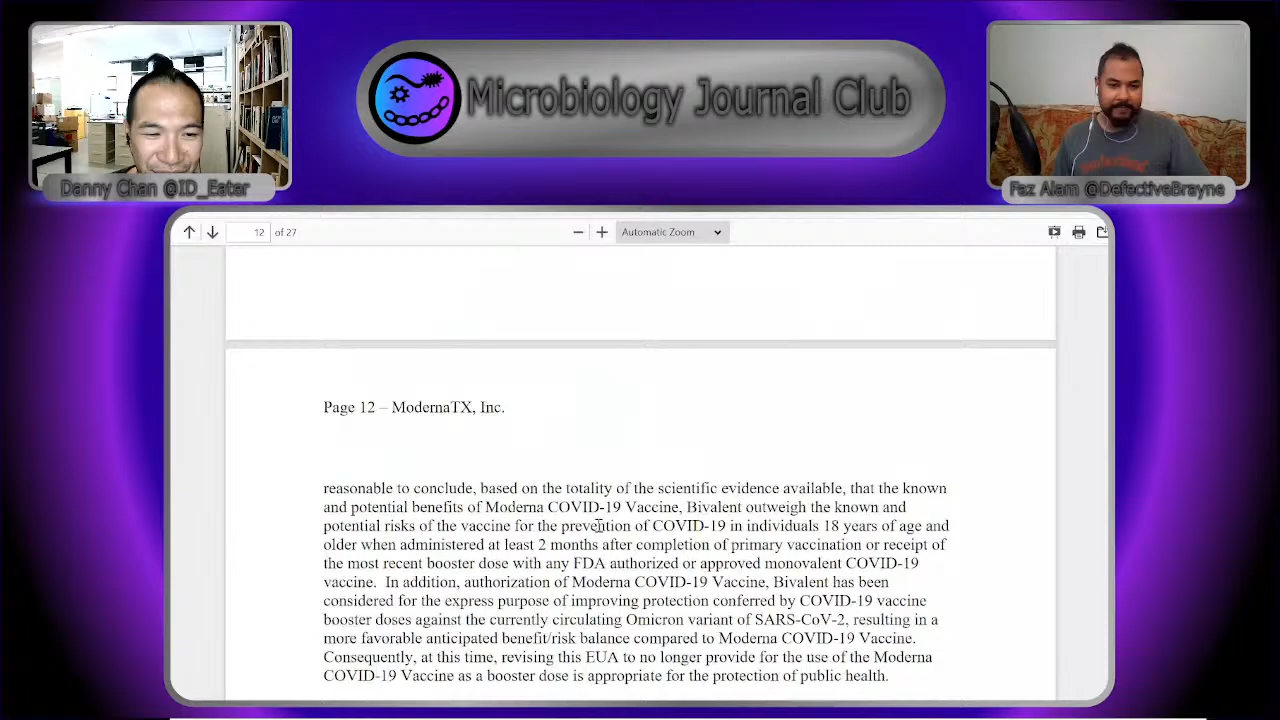 Microbiology Journal Club
Danny Chan @ID_Eater
Faz Alam @DefectiveBrayne
12 of 27
Automatic Zoom
Page 12 – ModernaTX, Inc.
reasonable to conclude, based on the totality of the scientific evidence available, that the known
and potential benefits of Moderna COVID-19 Vaccine, Bivalent outweigh the known and
potential risks of the vaccine for the prevention of COVID-19 in individuals 18 years of age and
older when administered at least 2 months after completion of primary vaccination or receipt of
the most recent booster dose with any FDA authorized or approved monovalent COVID-19
vaccine. In addition, authorization of Moderna COVID-19 Vaccine, Bivalent has been
considered for the express purpose of improving protection conferred by COVID-19 vaccine
booster doses against the currently circulating Omicron variant of SARS-CoV-2, resulting in a
more favorable anticipated benefit/risk balance compared to Moderna COVID-19 Vaccine.
Consequently, at this time, revising this EUA to no longer provide for the use of the Moderna
COVID-19 Vaccine as a booster dose is appropriate for the protection of public health.